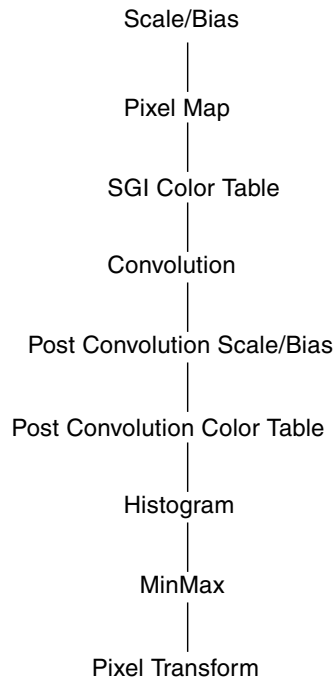 Scale/Bias
Pixel Map
SGI Color Table
Convolution
Post Convolution Scale/Bias
Post Convolution Color Table
Histogram
MinMax
Pixel Transform